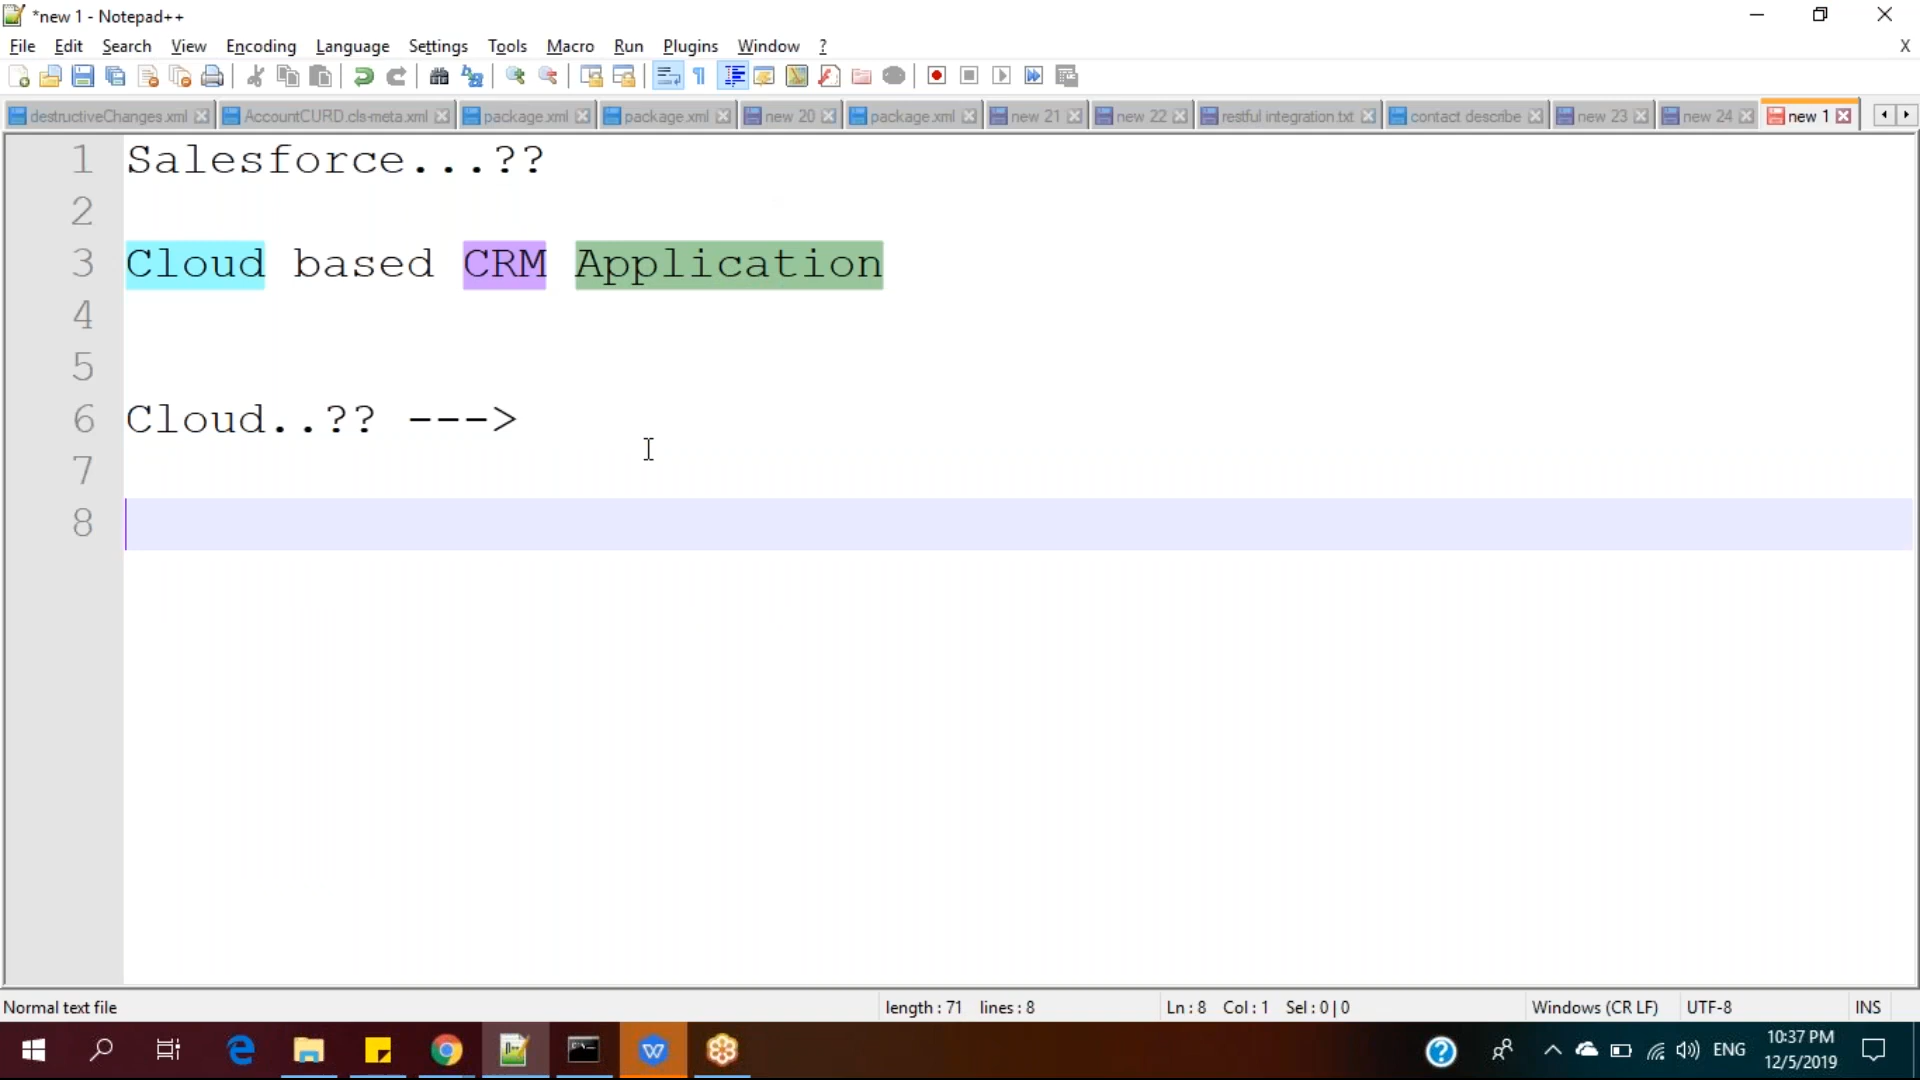 *new 1 - Notepad++
File Edit Search View Encoding Language Settings Tools Macro Run Plugins Window ? X
destructiveChanges.xml AccountCURD.cls-meta.xml package.xml package.xml new 20 package.xml new 21 new 22 restful integration.txt contact describe new 23 new 24 new 1
1 Salesforce...??
2
3 Cloud based CRM Application
4
5
6 Cloud..?? --->
7
8
Normal text file length : 71 lines : 8 Ln : 8 Col : 1 Sel : 0 | 0 Windows (CR LF) UTF-8 INS
ENG 10:37 PM
12/5/2019